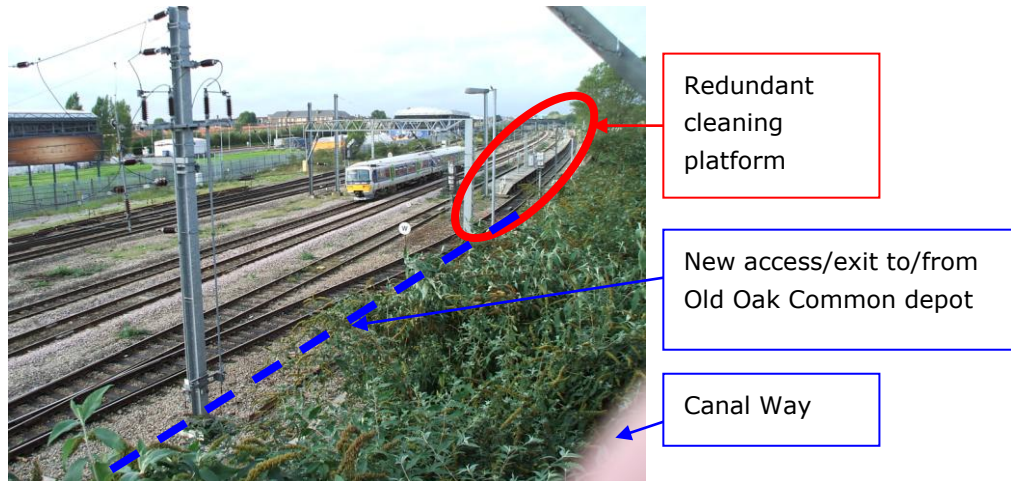 Redundant
cleaning
platform
New access/exit to/from
Old Oak Common depot
Canal Way
W